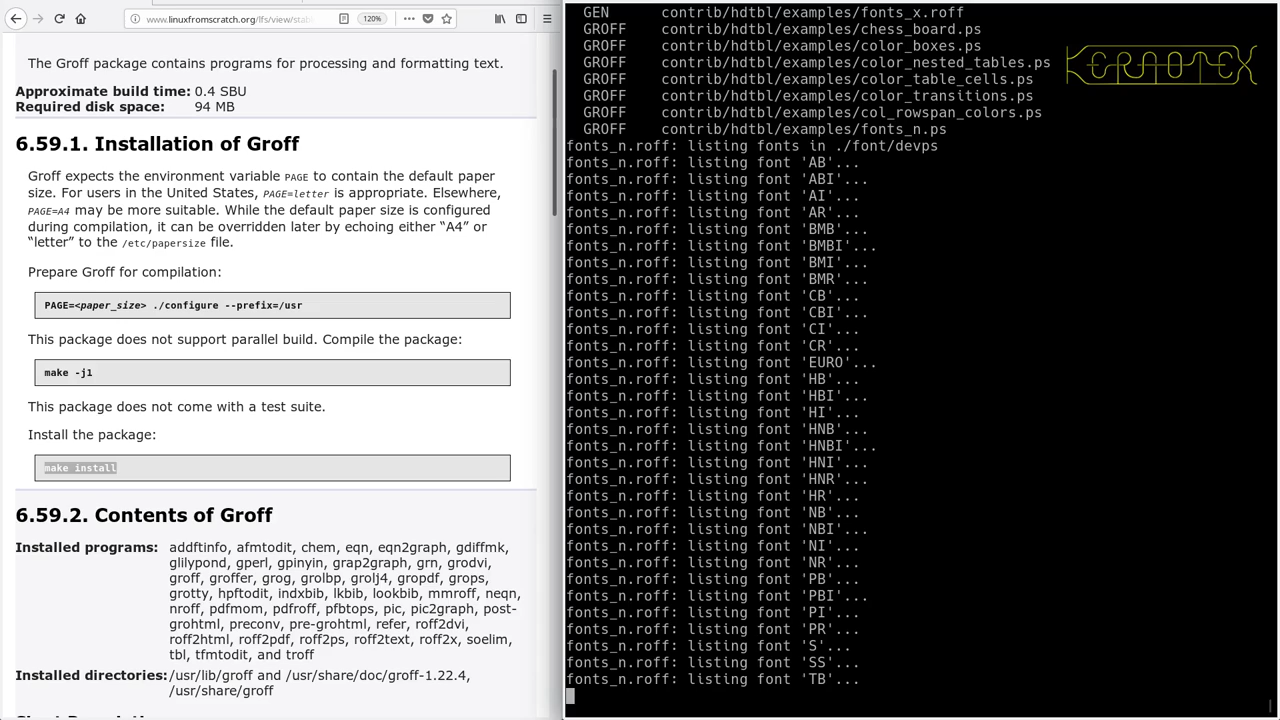 www.linuxfromscratch.org/lfs/view/stab
120%
The Groff package contains programs for processing and formatting text.
Approximate build time: 0.4 SBU
Required disk space: 94 MB
6.59.1. Installation of Groff
Groff expects the environment variable PAGE to contain the default paper
size. For users in the United States, PAGE=letter is appropriate. Elsewhere,
PAGE=A4 may be more suitable. While the default paper size is configured
during compilation, it can be overridden later by echoing either “A4” or
“letter” to the /etc/papersize file.
Prepare Groff for compilation:
PAGE=<paper_size> ./configure --prefix=/usr
This package does not support parallel build. Compile the package:
make -j1
This package does not come with a test suite.
Install the package:
make install
6.59.2. Contents of Groff
Installed programs: addftinfo, afmtodit, chem, eqn, eqn2graph, gdiffmk,
glilypond, gperl, gpinyin, grap2graph, grn, grodvi,
groff, groffer, grog, grolbp, grolj4, gropdf, grops,
grotty, hpftodit, indxbib, lkbib, lookbib, mmroff, neqn,
nroff, pdfmom, pdfroff, pfbtops, pic, pic2graph, post-
grohtml, preconv, pre-grohtml, refer, roff2dvi,
roff2html, roff2pdf, roff2ps, roff2text, roff2x, soelim,
tbl, tfmtodit, and troff
Installed directories: /usr/lib/groff and /usr/share/doc/groff-1.22.4,
/usr/share/groff
GEN contrib/hdtbl/examples/fonts_x.roff
GROFF contrib/hdtbl/examples/chess_board.ps
GROFF contrib/hdtbl/examples/color_boxes.ps
GROFF contrib/hdtbl/examples/color_nested_tables.ps
GROFF contrib/hdtbl/examples/color_table_cells.ps
GROFF contrib/hdtbl/examples/color_transitions.ps
GROFF contrib/hdtbl/examples/col_rowspan_colors.ps
GROFF contrib/hdtbl/examples/fonts_n.ps
fonts_n.roff: listing fonts in ./font/devps
fonts_n.roff: listing font 'AB'...
fonts_n.roff: listing font 'ABI'...
fonts_n.roff: listing font 'AI'...
fonts_n.roff: listing font 'AR'...
fonts_n.roff: listing font 'BMB'...
fonts_n.roff: listing font 'BMBI'...
fonts_n.roff: listing font 'BMI'...
fonts_n.roff: listing font 'BMR'...
fonts_n.roff: listing font 'CB'...
fonts_n.roff: listing font 'CBI'...
fonts_n.roff: listing font 'CI'...
fonts_n.roff: listing font 'CR'...
fonts_n.roff: listing font 'EURO'...
fonts_n.roff: listing font 'HB'...
fonts_n.roff: listing font 'HBI'...
fonts_n.roff: listing font 'HI'...
fonts_n.roff: listing font 'HNB'...
fonts_n.roff: listing font 'HNBI'...
fonts_n.roff: listing font 'HNI'...
fonts_n.roff: listing font 'HNR'...
fonts_n.roff: listing font 'HR'...
fonts_n.roff: listing font 'NB'...
fonts_n.roff: listing font 'NBI'...
fonts_n.roff: listing font 'NI'...
fonts_n.roff: listing font 'NR'...
fonts_n.roff: listing font 'PB'...
fonts_n.roff: listing font 'PBI'...
fonts_n.roff: listing font 'PI'...
fonts_n.roff: listing font 'PR'...
fonts_n.roff: listing font 'S'...
fonts_n.roff: listing font 'SS'...
fonts_n.roff: listing font 'TB'...